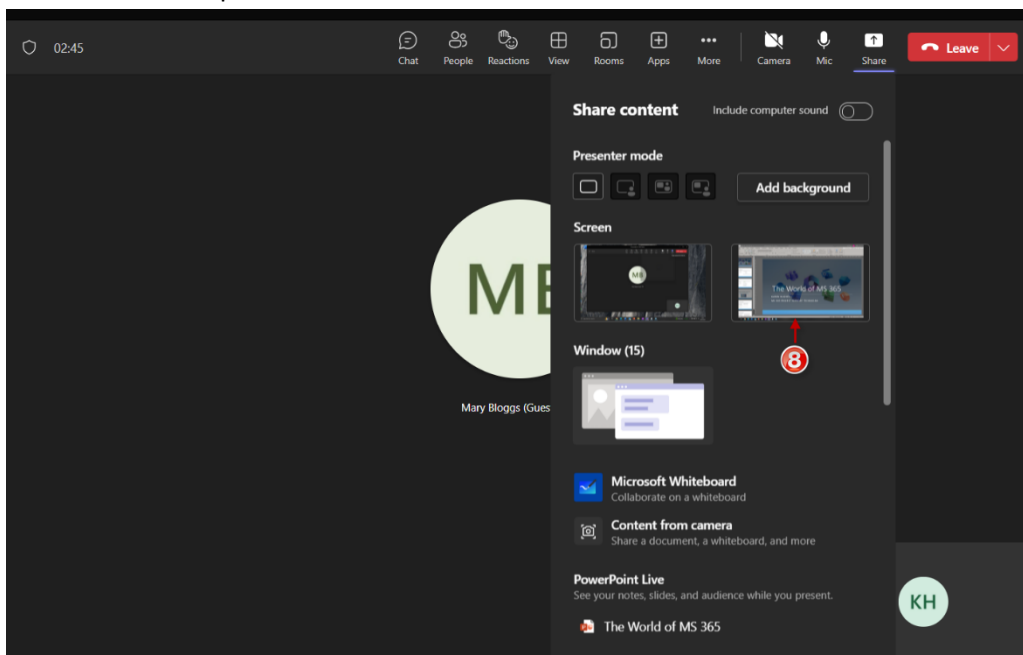 02:45
Chat People Reactions View Rooms Apps More Camera Mic Share Leave
Share content Include computer sound
Presenter mode
Add background
Screen
MB
The World of MS 365
8
Window (15)
MB
Mary Bloggs (Gues
Microsoft Whiteboard
Collaborate on a whiteboard
Content from camera
Share a document, a whiteboard, and more
PowerPoint Live
See your notes, slides, and audience while you present.
The World of MS 365
KH